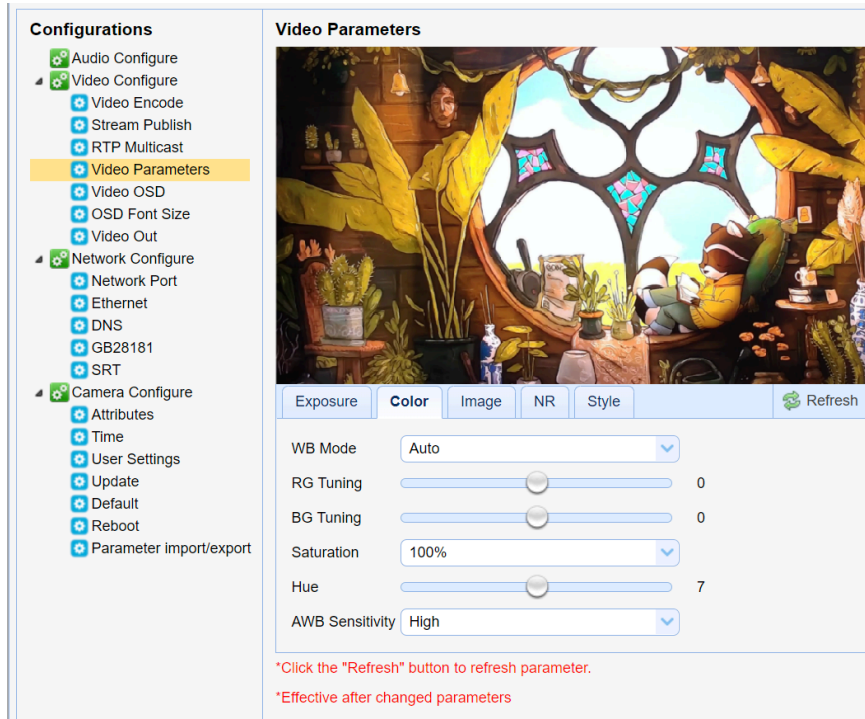 Configurations
Audio Configure
Video Configure
Video Encode
Stream Publish
RTP Multicast
Video Parameters
Video OSD
OSD Font Size
Video Out
Network Configure
Network Port
Ethernet
DNS
GB28181
SRT
Camera Configure
Attributes
Time
User Settings
Update
Default
Reboot
Parameter import/export
Video Parameters
Exposure Color Image NR Style Refresh
WB Mode Auto
RG Tuning 0
BG Tuning 0
Saturation 100%
Hue 7
AWB Sensitivity High
*Click the "Refresh" button to refresh parameter.
*Effective after changed parameters